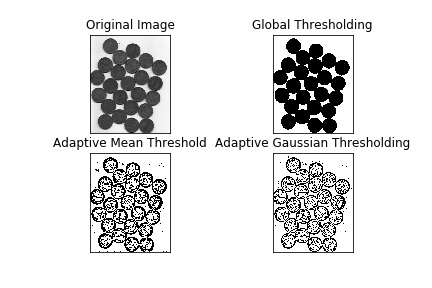 Original Image
Global Thresholding
Adaptive Mean Threshold
Adaptive Gaussian Thresholding